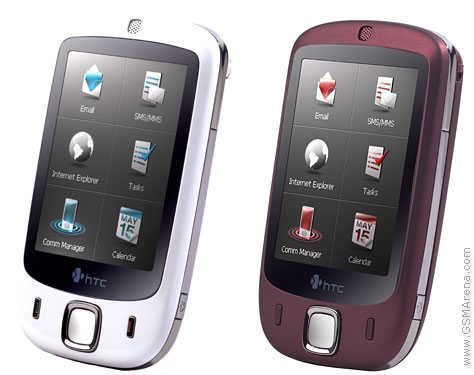 Email
SMS/MMS
Internet Explorer
Tasks
Comm Manager
MAY
15
Calendar
htc
Email
SMS/MMS
Internet Explorer
Tasks
Comm Manager
MAY
15
Calendar
htc
www.GSMArena.com